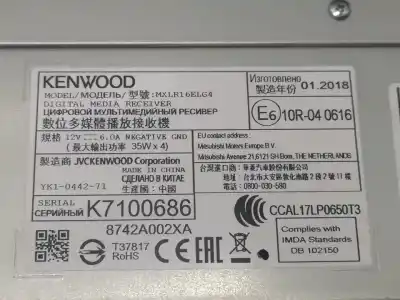 KENWOOD
MODEL/МОДЕЛЬ/型號: MXLR16ELG4
DIGITAL MEDIA RECEIVER
ЦИФРОВОЙ МУЛЬТИМЕДИЙНЫЙ РЕСИВЕР
數位多媒體播放接收機
Изготовлено
製造年份 01.2018
E6 10R-04 0616
規格 12V 6.0A NEGATIVE GND
(最大輸出功率 35W x 4)
製造商 JVCKENWOOD Corporation
MADE IN CHINA
YK1-0442-71
СДЕЛАНО В КИТАЕ
生產國: 中國
EU contact address:
Mitsubishi Motors Europe B.V.
Mitsubishi Avenue 21,6121 SH Born, THE NETHERLANDS
SERIAL
СЕРИЙНЫЙ K7100686
8742A002XA
T37817
RoHS
CE
EAC
CCAL17LP0650T3
Complies with
IMDA Standards
DB 102150